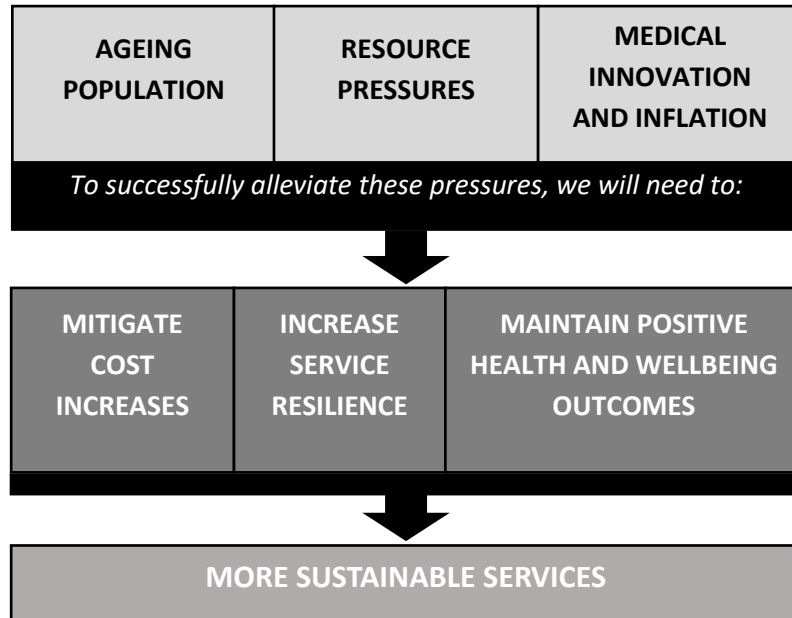 AGEING
POPULATION
RESOURCE
PRESSURES
MEDICAL
INNOVATION
AND INFLATION
To successfully alleviate these pressures, we will need to:
MITIGATE
COST
INCREASES
INCREASE
SERVICE
RESILIENCE
MAINTAIN POSITIVE
HEALTH AND WELLBEING
OUTCOMES
MORE SUSTAINABLE SERVICES